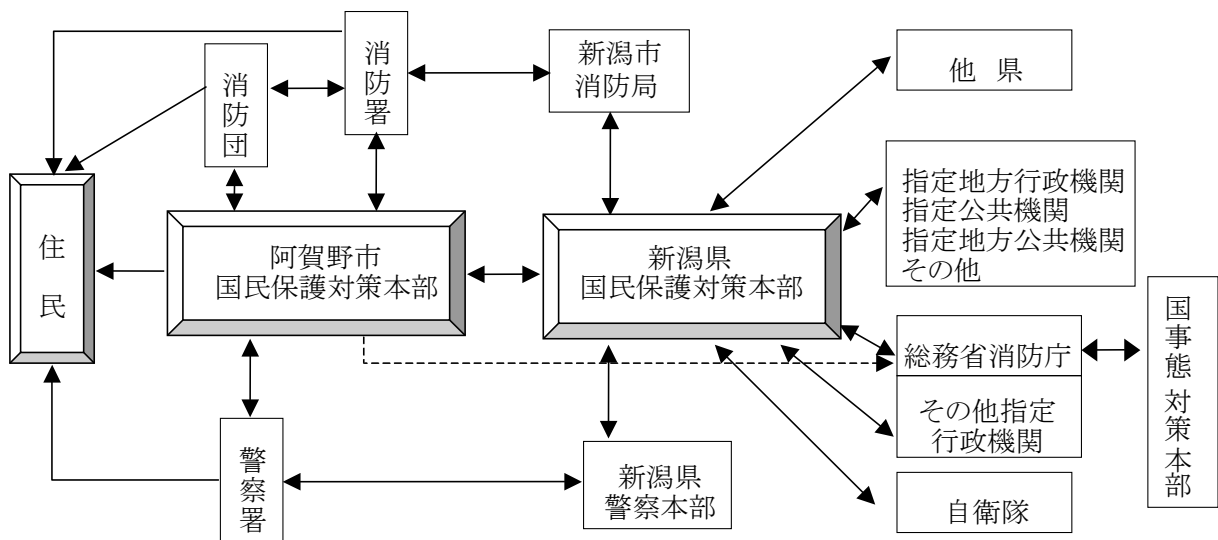 消防署
消防団
新潟市
消防局
他 県
指定地方行政機関
指定公共機関
指定地方公共機関
その他
住民
阿賀野市
国民保護対策本部
新潟県
国民保護対策本部
総務省消防庁
国事態対策本部
その他指定
行政機関
警察署
新潟県
警察本部
自衛隊